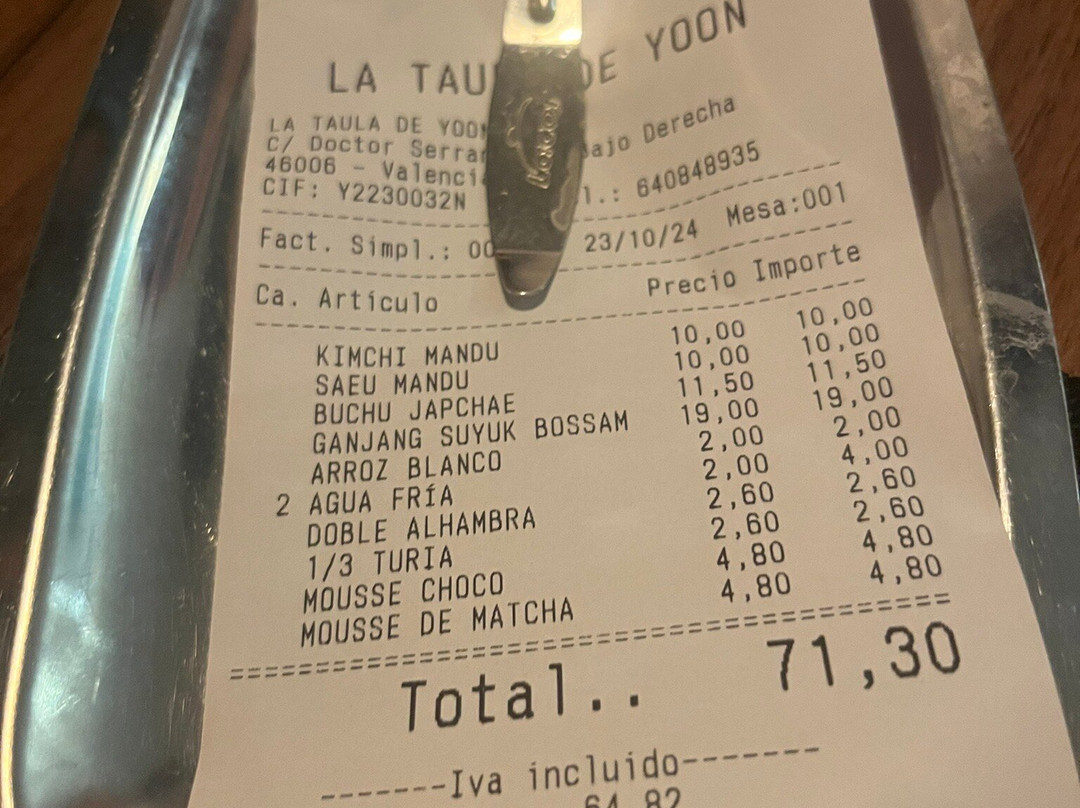 LA TAU DE YOON
LA TAULA DE YOON
C/ Doctor Serran Bajo Derecha
46006 - Valencia l.: 640848935
CIF: Y2230032N
Fact. Simpl.: 00 23/10/24 Mesa:001
Ca. Artículo Precio Importe
KIMCHI MANDU 10,00 10,00
SAEU MANDU 10,00 10,00
BUCHU JAPCHAE 11,50 11,50
GANJANG SUYUK BOSSAM 19,00 19,00
ARROZ BLANCO 2,00 2,00
2 AGUA FRÍA 2,00 4,00
DOBLE ALHAMBRA 2,60 2,60
1/3 TURIA 2,60 2,60
MOUSSE CHOCO 4,80 4,80
MOUSSE DE MATCHA 4,80 4,80
Total.. 71,30
-------Iva incluido-------
64,82